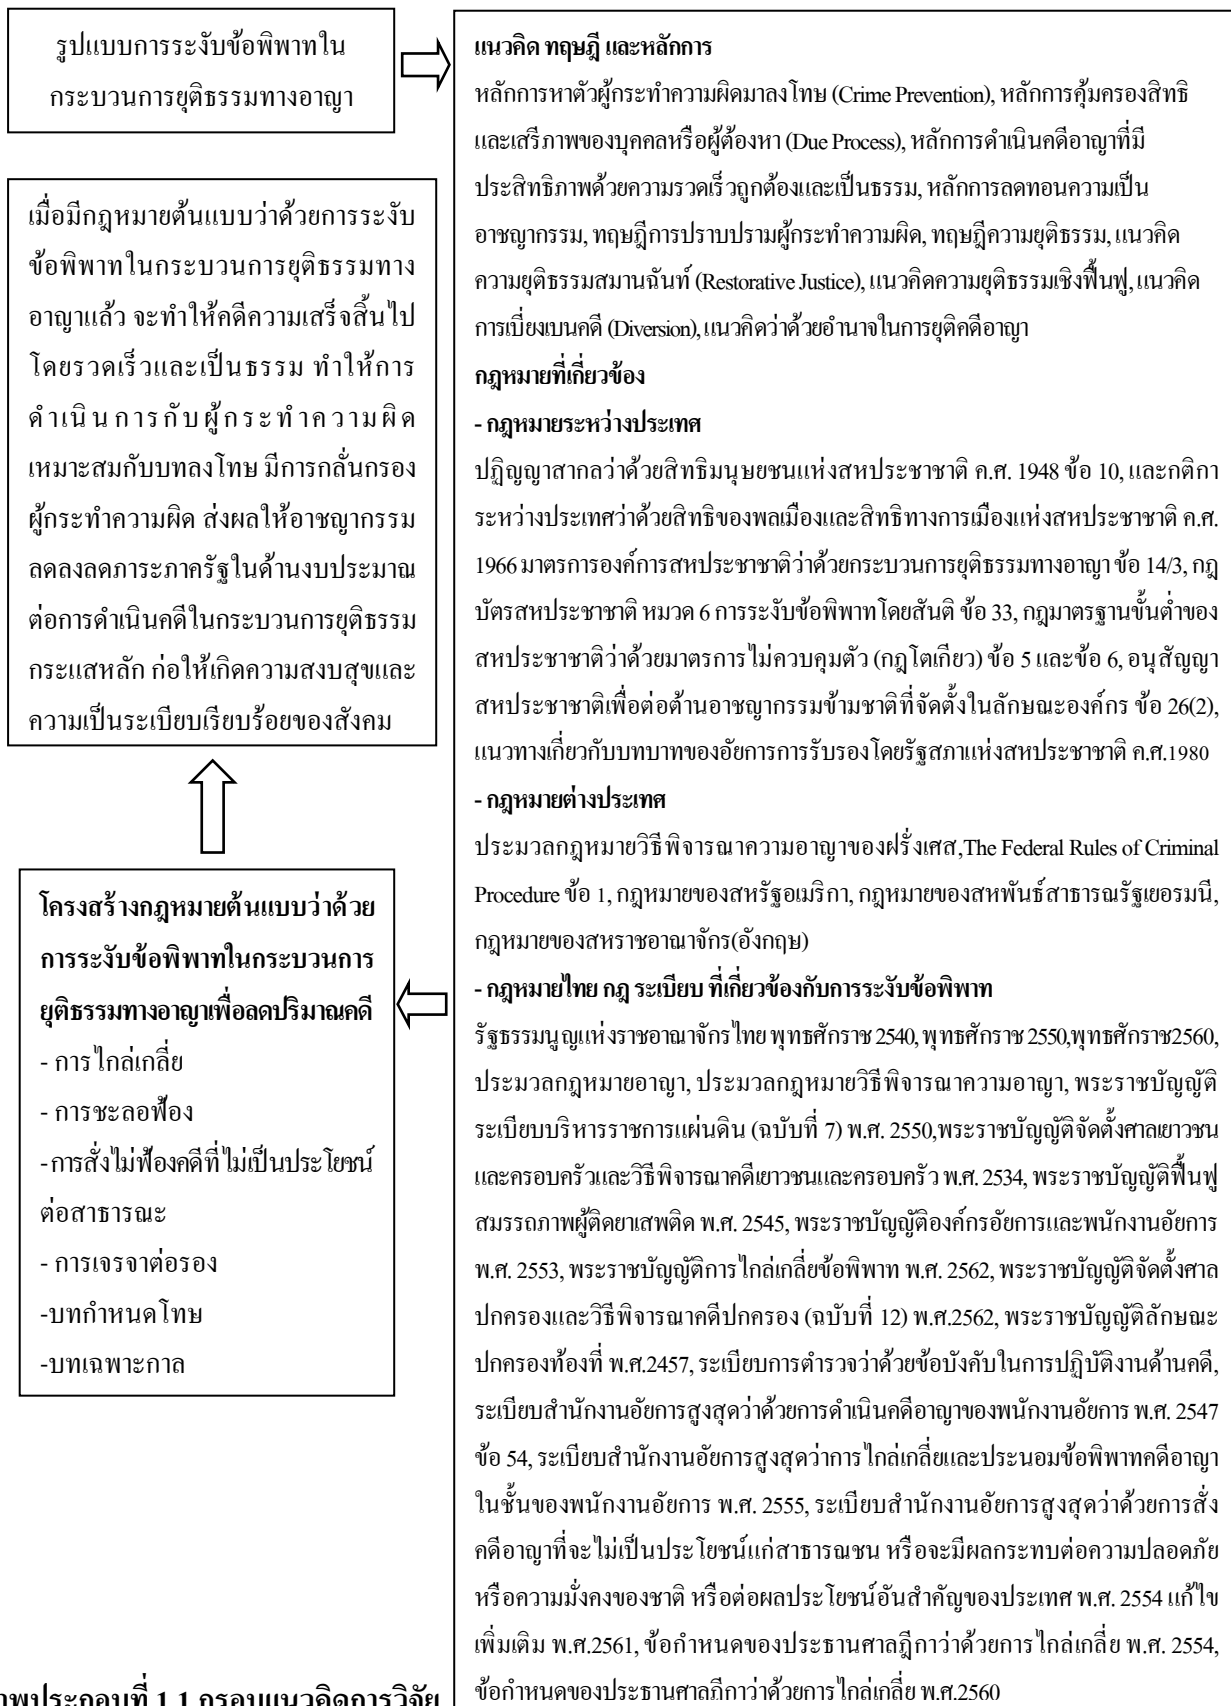 รูปแบบการระงับข้อพิพาทใน
กระบวนการยุติธรรมทางอาญา
แนวคิด ทฤษฎี และหลักการ
หลักการหาตัวผู้กระทำความผิดมาลงโทษ (Crime Prevention), หลักการคุ้มครองสิทธิ
และเสรีภาพของบุคคลหรือผู้ต้องหา (Due Process), หลักการดำเนินคดีอาญาที่มี
ประสิทธิภาพด้วยความรวดเร็วถูกต้องและเป็นธรรม, หลักการลดทอนความเป็น
อาชญากรรม, ทฤษฎีการปราบปรามผู้กระทำความผิด, ทฤษฎีความยุติธรรม, แนวคิด
ความยุติธรรมสมานฉันท์ (Restorative Justice), แนวคิดความยุติธรรมเชิงฟื้นฟู, แนวคิด
การเบี่ยงเบนคดี (Diversion), แนวคิดว่าด้วยอำนาจในการยุติคดีอาญา
กฎหมายที่เกี่ยวข้อง
- กฎหมายระหว่างประเทศ
ปฏิญญาสากลว่าด้วยสิทธิมนุษยชนแห่งสหประชาชาติ ค.ศ. 1948 ข้อ 10, และกติกา
ระหว่างประเทศว่าด้วยสิทธิของพลเมืองและสิทธิทางการเมืองแห่งสหประชาชาติ ค.ศ.
1966 มาตรการองค์การสหประชาชาติว่าด้วยกระบวนการยุติธรรมทางอาญา ข้อ 14/3, กฎ
บัตรสหประชาชาติ หมวด 6 การระงับข้อพิพาทโดยสันติ ข้อ 33, กฎมาตรฐานขั้นต่ำของ
สหประชาชาติว่าด้วยมาตรการไม่ควบคุมตัว (กฎโตเกียว) ข้อ 5 และข้อ 6, อนุสัญญา
สหประชาชาติเพื่อต่อต้านอาชญากรรมข้ามชาติที่จัดตั้งในลักษณะองค์กร ข้อ 26(2),
แนวทางเกี่ยวกับบทบาทของอัยการการรับรองโดยรัฐสภาแห่งสหประชาชาติ ค.ศ.1980
- กฎหมายต่างประเทศ
ประมวลกฎหมายวิธีพิจารณาความอาญาของฝรั่งเศส,The Federal Rules of Criminal
Procedure ข้อ 1, กฎหมายของสหรัฐอเมริกา, กฎหมายของสหพันธ์สาธารณรัฐเยอรมนี,
กฎหมายของสหราชอาณาจักร(อังกฤษ)
- กฎหมายไทย กฎ ระเบียบ ที่เกี่ยวข้องกับการระงับข้อพิพาท
รัฐธรรมนูญแห่งราชอาณาจักรไทย พุทธศักราช 2540, พุทธศักราช 2550,พุทธศักราช2560,
ประมวลกฎหมายอาญา, ประมวลกฎหมายวิธีพิจารณาความอาญา, พระราชบัญญัติ
ระเบียบบริหารราชการแผ่นดิน (ฉบับที่ 7) พ.ศ. 2550,พระราชบัญญัติจัดตั้งศาลเยาวชน
และครอบครัวและวิธีพิจารณาคดีเยาวชนและครอบครัว พ.ศ. 2534, พระราชบัญญัติฟื้นฟู
สมรรถภาพผู้ติดยาเสพติด พ.ศ. 2545, พระราชบัญญัติองค์กรอัยการและพนักงานอัยการ
พ.ศ. 2553, พระราชบัญญัติการไกล่เกลี่ยข้อพิพาท พ.ศ. 2562, พระราชบัญญัติจัดตั้งศาล
ปกครองและวิธีพิจารณาคดีปกครอง (ฉบับที่ 12) พ.ศ.2562, พระราชบัญญัติลักษณะ
ปกครองท้องที่ พ.ศ.2457, ระเบียบการตำรวจว่าด้วยข้อบังคับในการปฏิบัติงานด้านคดี,
ระเบียบสำนักงานอัยการสูงสุดว่าด้วยการดำเนินคดีอาญาของพนักงานอัยการ พ.ศ. 2547
ข้อ 54, ระเบียบสำนักงานอัยการสูงสุดว่าการไกล่เกลี่ยและประนอมข้อพิพาทคดีอาญา
ในชั้นของพนักงานอัยการ พ.ศ. 2555, ระเบียบสำนักงานอัยการสูงสุดว่าด้วยการสั่ง
คดีอาญาที่จะไม่เป็นประโยชน์แก่สาธารณชน หรือจะมีผลกระทบต่อความปลอดภัย
หรือความมั่งคงของชาติ หรือต่อผลประโยชน์อันสำคัญของประเทศ พ.ศ. 2554 แก้ไข
เพิ่มเติม พ.ศ.2561, ข้อกำหนดของประธานศาลฎีกาว่าด้วยการไกล่เกลี่ย พ.ศ. 2554,
ข้อกำหนดของประธานศาลฎีกาว่าด้วยการไกล่เกลี่ย พ.ศ.2560
เมื่อมีกฎหมายต้นแบบว่าด้วยการระงับ
ข้อพิพาทในกระบวนการยุติธรรมทาง
อาญาแล้ว จะทำให้คดีความเสร็จสิ้นไป
โดยรวดเร็วและเป็นธรรม ทำให้การ
ดำเนินการกับผู้กระทำความผิด
เหมาะสมกับบทลงโทษ มีการกลั่นกรอง
ผู้กระทำความผิด ส่งผลให้อาชญากรรม
ลดลงลดภาระภาครัฐในด้านงบประมาณ
ต่อการดำเนินคดีในกระบวนการยุติธรรม
กระแสหลัก ก่อให้เกิดความสงบสุขและ
ความเป็นระเบียบเรียบร้อยของสังคม
โครงสร้างกฎหมายต้นแบบว่าด้วย
การระงับข้อพิพาทในกระบวนการ
ยุติธรรมทางอาญาเพื่อลดปริมาณคดี
- การไกล่เกลี่ย
- การชะลอฟ้อง
-การสั่งไม่ฟ้องคดีที่ไม่เป็นประโยชน์
ต่อสาธารณะ
- การเจรจาต่อรอง
-บทกำหนดโทษ
-บทเฉพาะกาล
าพประกอบที่ 1.1 กรอบแนวคิดการวิจัย